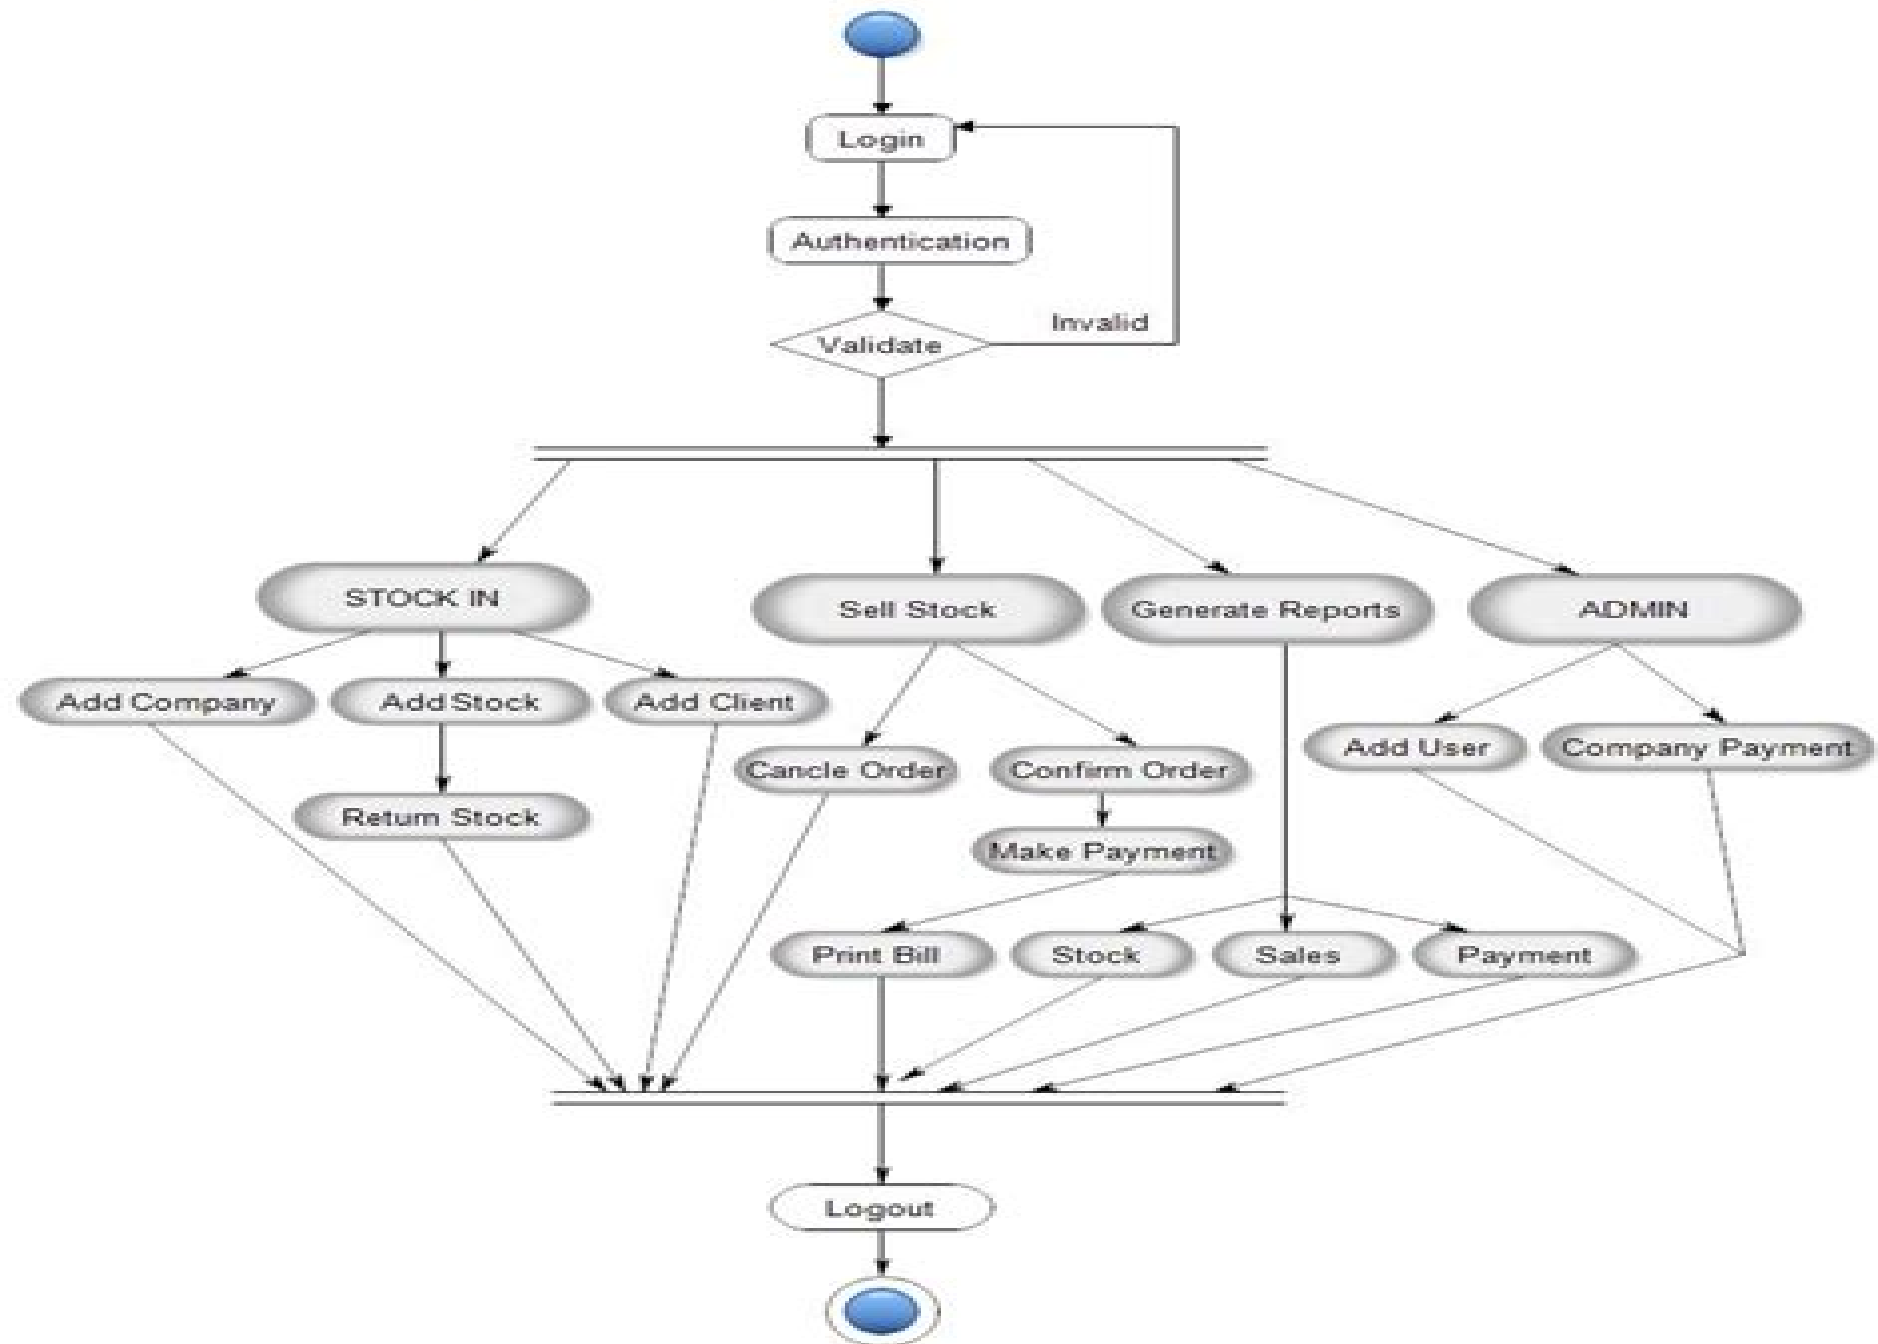 Login
Authentication
Invalid
Validate
STOCK IN
Sell Stock
Generate Reports
ADMIN
Add Company
Add Stock
Add Client
Cancle Order
Confirm Order
Add User
Company Payment
Return Stock
Make Payment
Print Bill
Stock
Sales
Payment
Logout